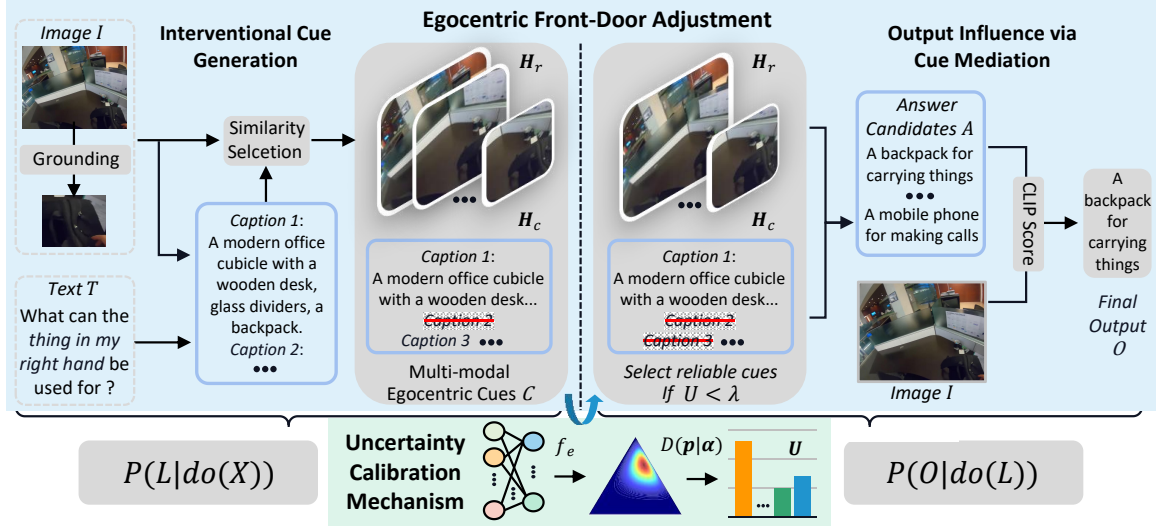 Egocentric Front-Door Adjustment
Image I
Grounding
Text T
What can the
thing in my
right hand be
used for ?
Interventional Cue
Generation
Similarity
Selcetion
Caption 1:
A modern office
cubicle with a
wooden desk,
glass dividers, a
backpack.
Caption 2:
•••
H_r
•••
H_c
Caption 1:
A modern office cubicle
with a wooden desk...
Caption 2
Caption 3 •••
Multi-modal
Egocentric Cues C
H_r
•••
H_c
Caption 1:
A modern office cubicle
with a wooden desk...
Caption 2
Caption 3 •••
Select reliable cues
If U < λ
Output Influence via
Cue Mediation
Answer
Candidates A
A backpack for
carrying things
•••
A mobile phone
for making calls
Image I
CLIP Score
A
backpack
for
carrying
things
Final
Output
O
P(L|do(X))
Uncertainty
Calibration
Mechanism
f_e
D(p|α)
U
•••
P(O|do(L))